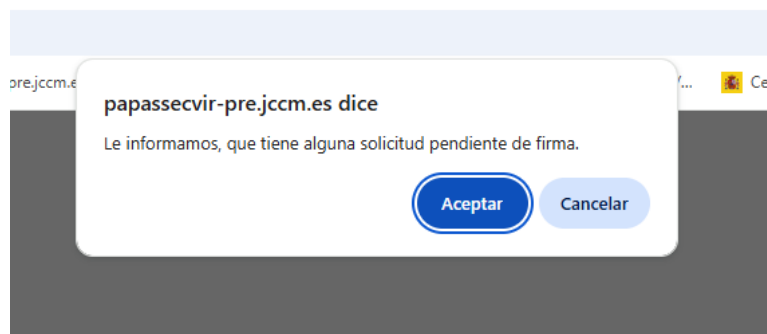 pre.jccm.e
/...
Ce
papassecvir-pre.jccm.es dice
Le informamos, que tiene alguna solicitud pendiente de firma.
Aceptar
Cancelar